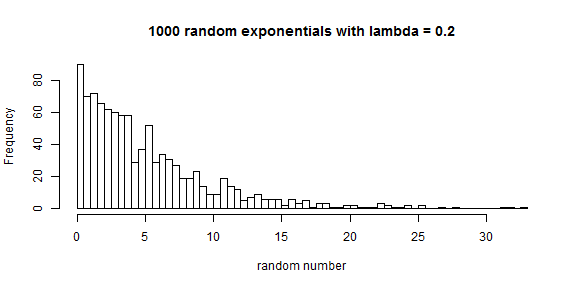 1000 random exponentials with lambda = 0.2
Frequency
0 20 40 60 80
0 5 10 15 20 25 30
random number